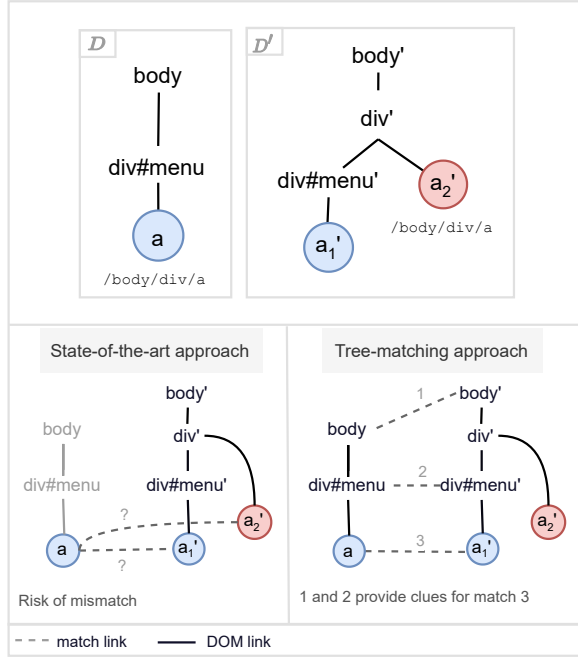 D
body
div#menu
a
/body/div/a
D'
body'
div'
div#menu'
a2'
/body/div/a
a1'
State-of-the-art approach
body'
body
div'
div#menu
div#menu'
?
a2'
a
a1'
?
Risk of mismatch
Tree-matching approach
1
body'
body
div'
div#menu
2
div#menu'
a2'
a
3
a1'
1 and 2 provide clues for match 3
match link
DOM link